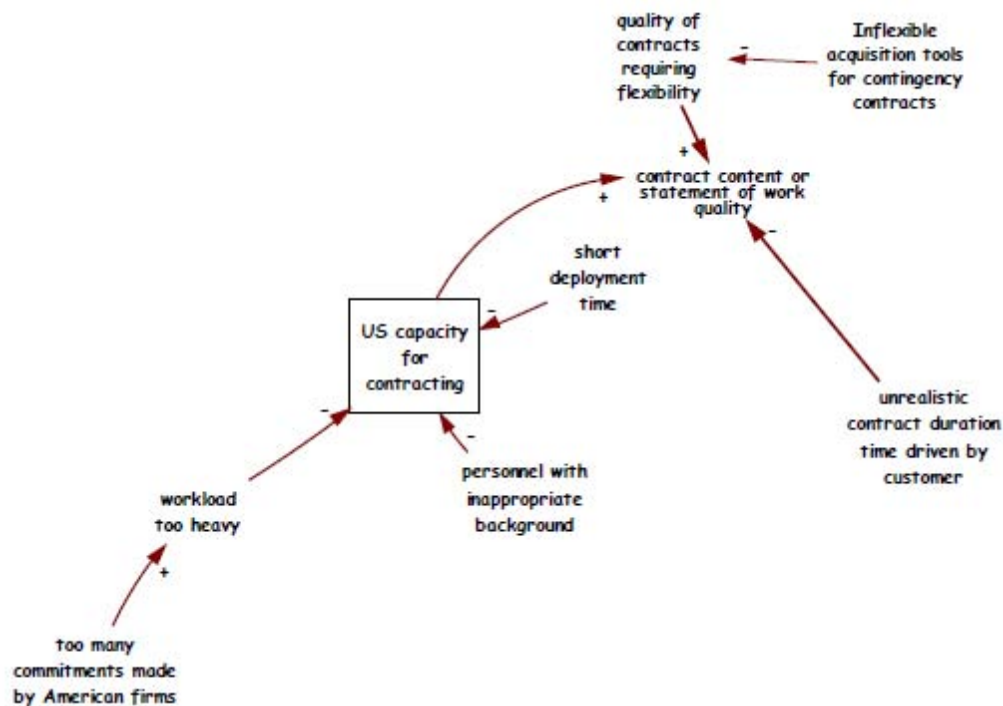 quality of
contracts
requiring
flexibility
-
Inflexible
acquisition tools
for contingency
contracts
+
contract content or
statement of work
quality
+
-
short
deployment
time
-
US capacity
for
contracting
-
-
unrealistic
contract duration
time driven by
customer
personnel with
inappropriate
background
workload
too heavy
+
too many
commitments made
by American firms